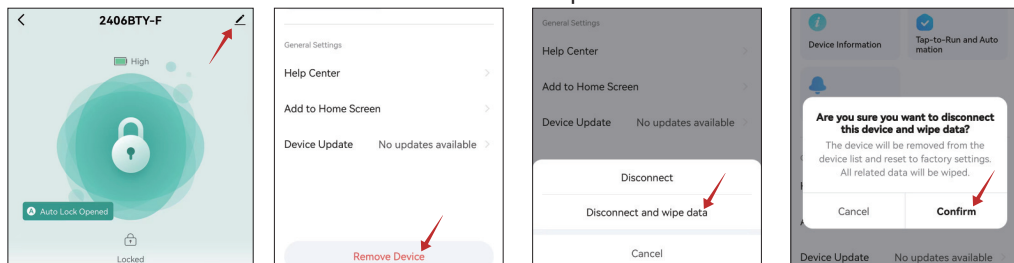 2406BTY-F
High
A Auto Lock Opened
Locked
General Settings
Help Center
Add to Home Screen
Device Update No updates available
Remove Device
General Settings
Help Center
Add to Home Screen
Device Update No updates available
Disconnect
Disconnect and wipe data
Cancel
Device Information
Tap-to-Run and Auto
mation
Are you sure you want to disconnect
this device and wipe data?
The device will be removed from the
device list and reset to factory settings.
All related data will be wiped.
Cancel Confirm
Device Update No updates available